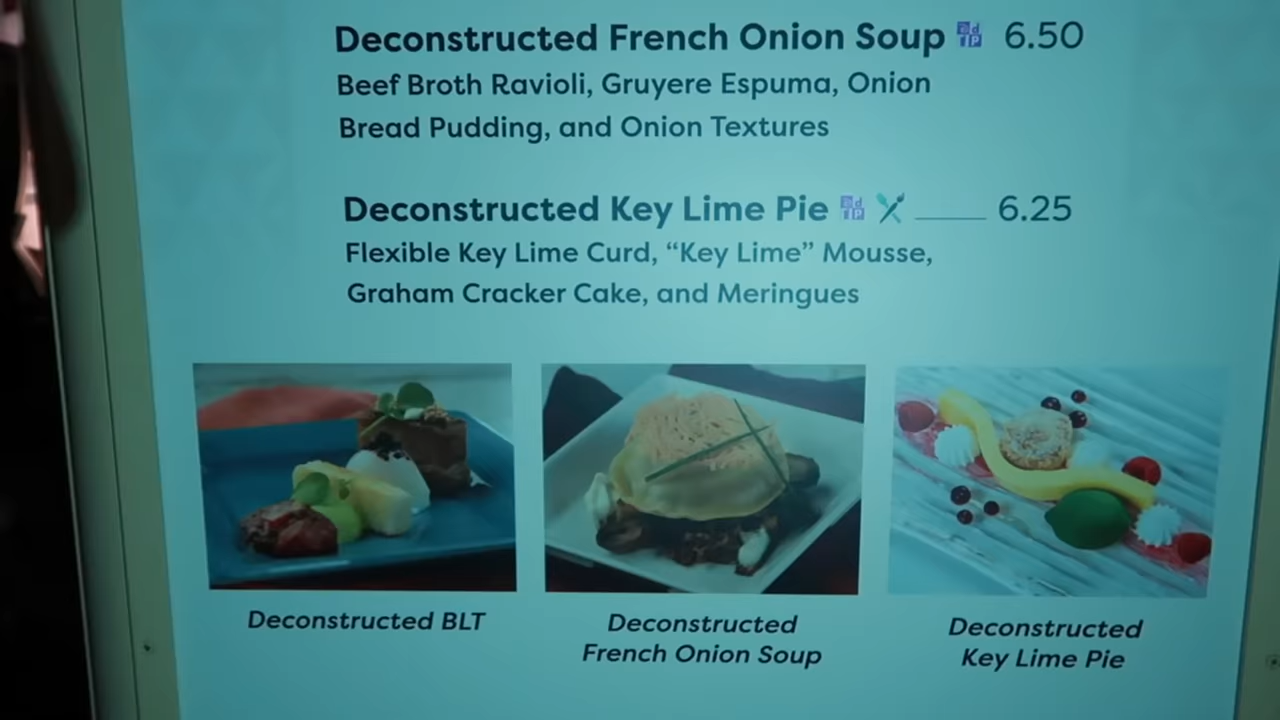 Deconstructed French Onion Soup 6.50
Beef Broth Ravioli, Gruyere Espuma, Onion
Bread Pudding, and Onion Textures
Deconstructed Key Lime Pie 6.25
Flexible Key Lime Curd, “Key Lime” Mousse,
Graham Cracker Cake, and Meringues
Deconstructed BLT
Deconstructed
French Onion Soup
Deconstructed
Key Lime Pie